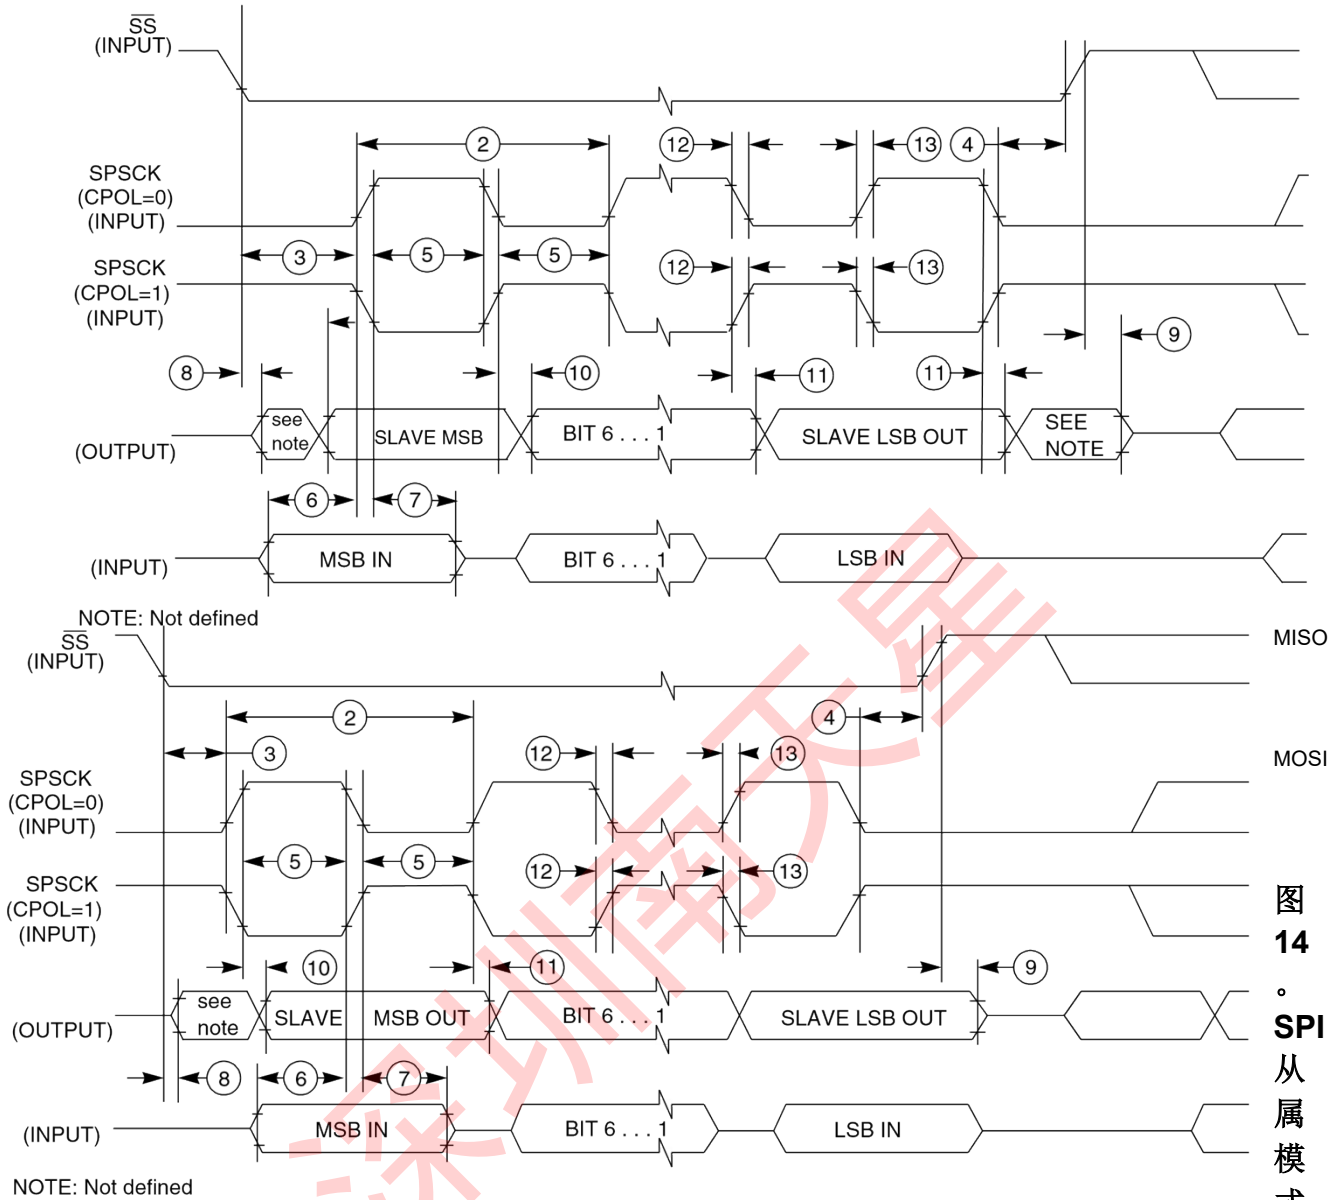 SS
(INPUT)
2
12
13
4
SPSCK
(CPOL=0)
(INPUT)
3
5
5
SPSCK
(CPOL=1)
(INPUT)
12
13
9
8
10
11
11
see
note
SLAVE MSB
BIT 6 . . . 1
SLAVE LSB OUT
SEE
NOTE
(OUTPUT)
6
7
(INPUT)
MSB IN
BIT 6 . . . 1
LSB IN
NOTE: Not defined
SS
(INPUT)
MISO
2
4
3
12
13
MOSI
SPSCK
(CPOL=0)
(INPUT)
5
5
12
13
SPSCK
(CPOL=1)
(INPUT)
10
11
9
see
note
SLAVE
MSB OUT
BIT 6 . . . 1
SLAVE LSB OUT
(OUTPUT)
8
6
7
(INPUT)
MSB IN
BIT 6 . . . 1
LSB IN
NOTE: Not defined
图
14
。
SPI
从
属
模
深圳南天星